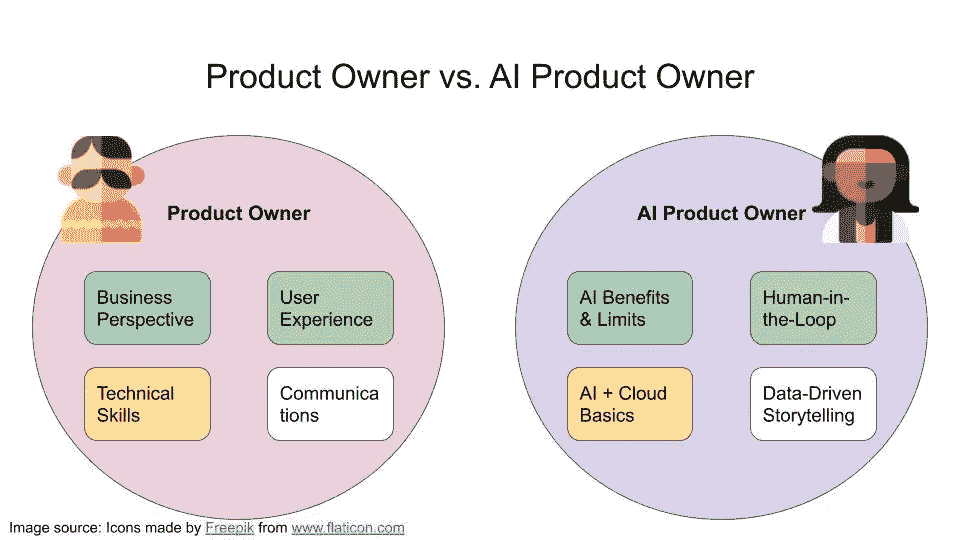 Product Owner vs. AI Product Owner
Product Owner
Business
Perspective
User
Experience
Technical
Skills
Communica
tions
AI Product Owner
AI Benefits
& Limits
Human-in-
the-Loop
AI + Cloud
Basics
Data-Driven
Storytelling
Image source: Icons made by Freepik from www.flaticon.com